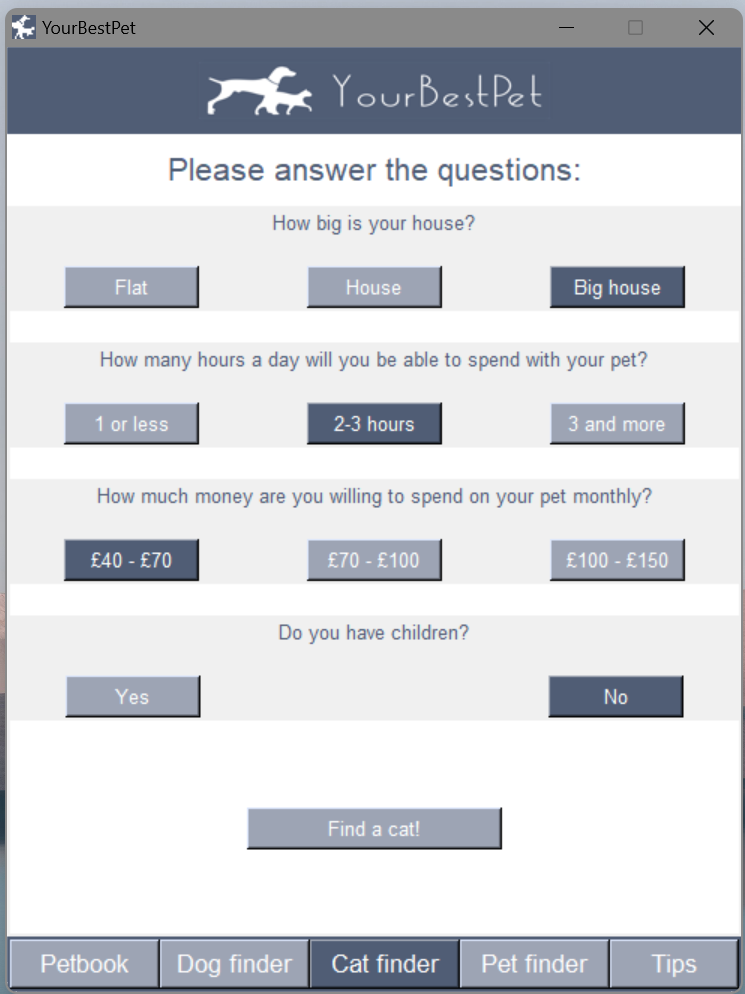 YourBestPet
YourBestPet
Please answer the questions:
How big is your house?
Flat House Big house
How many hours a day will you be able to spend with your pet?
1 or less 2-3 hours 3 and more
How much money are you willing to spend on your pet monthly?
£40 - £70 £70 - £100 £100 - £150
Do you have children?
Yes No
Find a cat!
Petbook Dog finder Cat finder Pet finder Tips